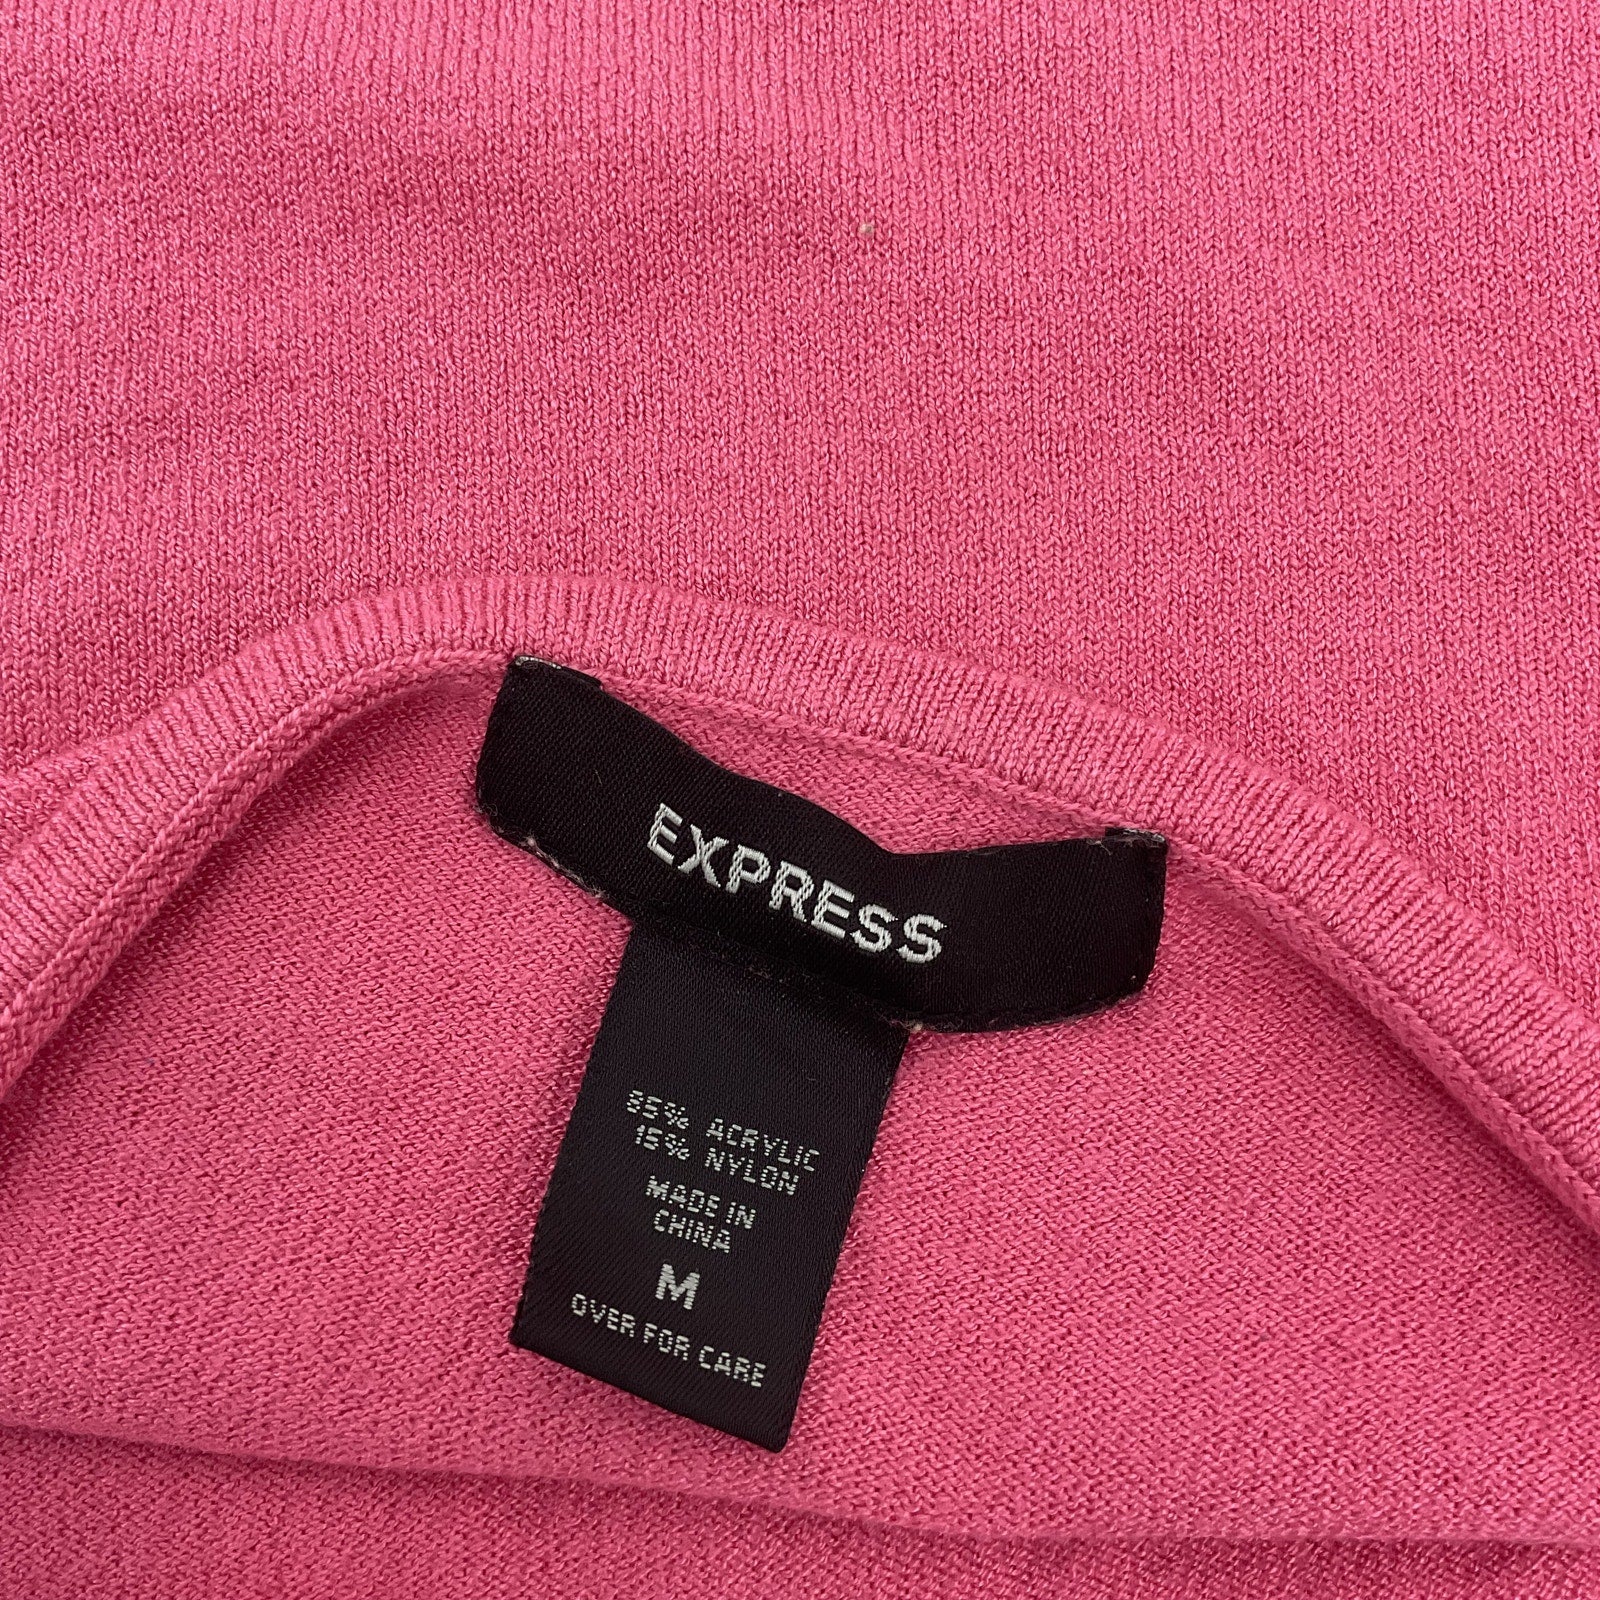 EXPRESS
85% ACRYLIC
15% NYLON
MADE IN
CHINA
M
OVER FOR CARE